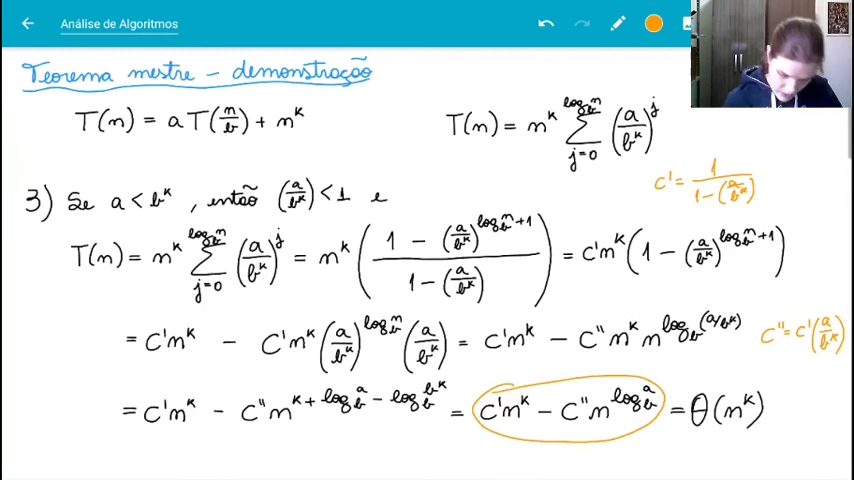 Análise de Algoritmos
Teorema mestre – demonstração
T(n) = a T(n/b) + n^k
T(n) = n^k ∑_{j=0}^{log_b n} (a/b^k)^j
c' = 1/(1 - (a/b^k))
3) Se a < b^k , então (a/b^k) < 1 e
T(n) = n^k ∑_{j=0}^{log_b n} (a/b^k)^j = n^k ( (1 - (a/b^k)^{log_b n + 1}) / (1 - (a/b^k)) ) = c'n^k (1 - (a/b^k)^{log_b n + 1})
= c'n^k - c'n^k (a/b^k)^{log_b n} (a/b^k) = c'n^k - c''n^k n^{log_b (a/b^k)}
c'' = c'(a/b^k)
= c'n^k - c''n^{k + log_b a - log_b b^k} = c'n^k - c''n^{log_b a} = θ(n^k)